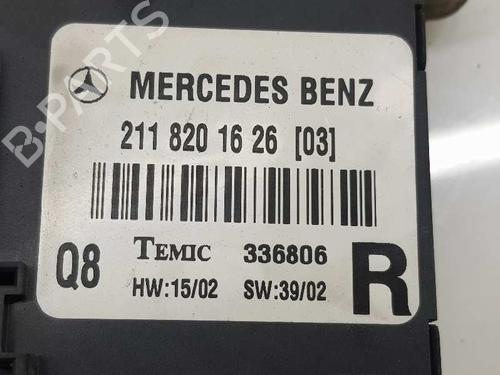 MERCEDES BENZ
211 820 16 26 [03]
Q8 TEMIC 336806 R
HW:15/02 SW:39/02
B-PARTS